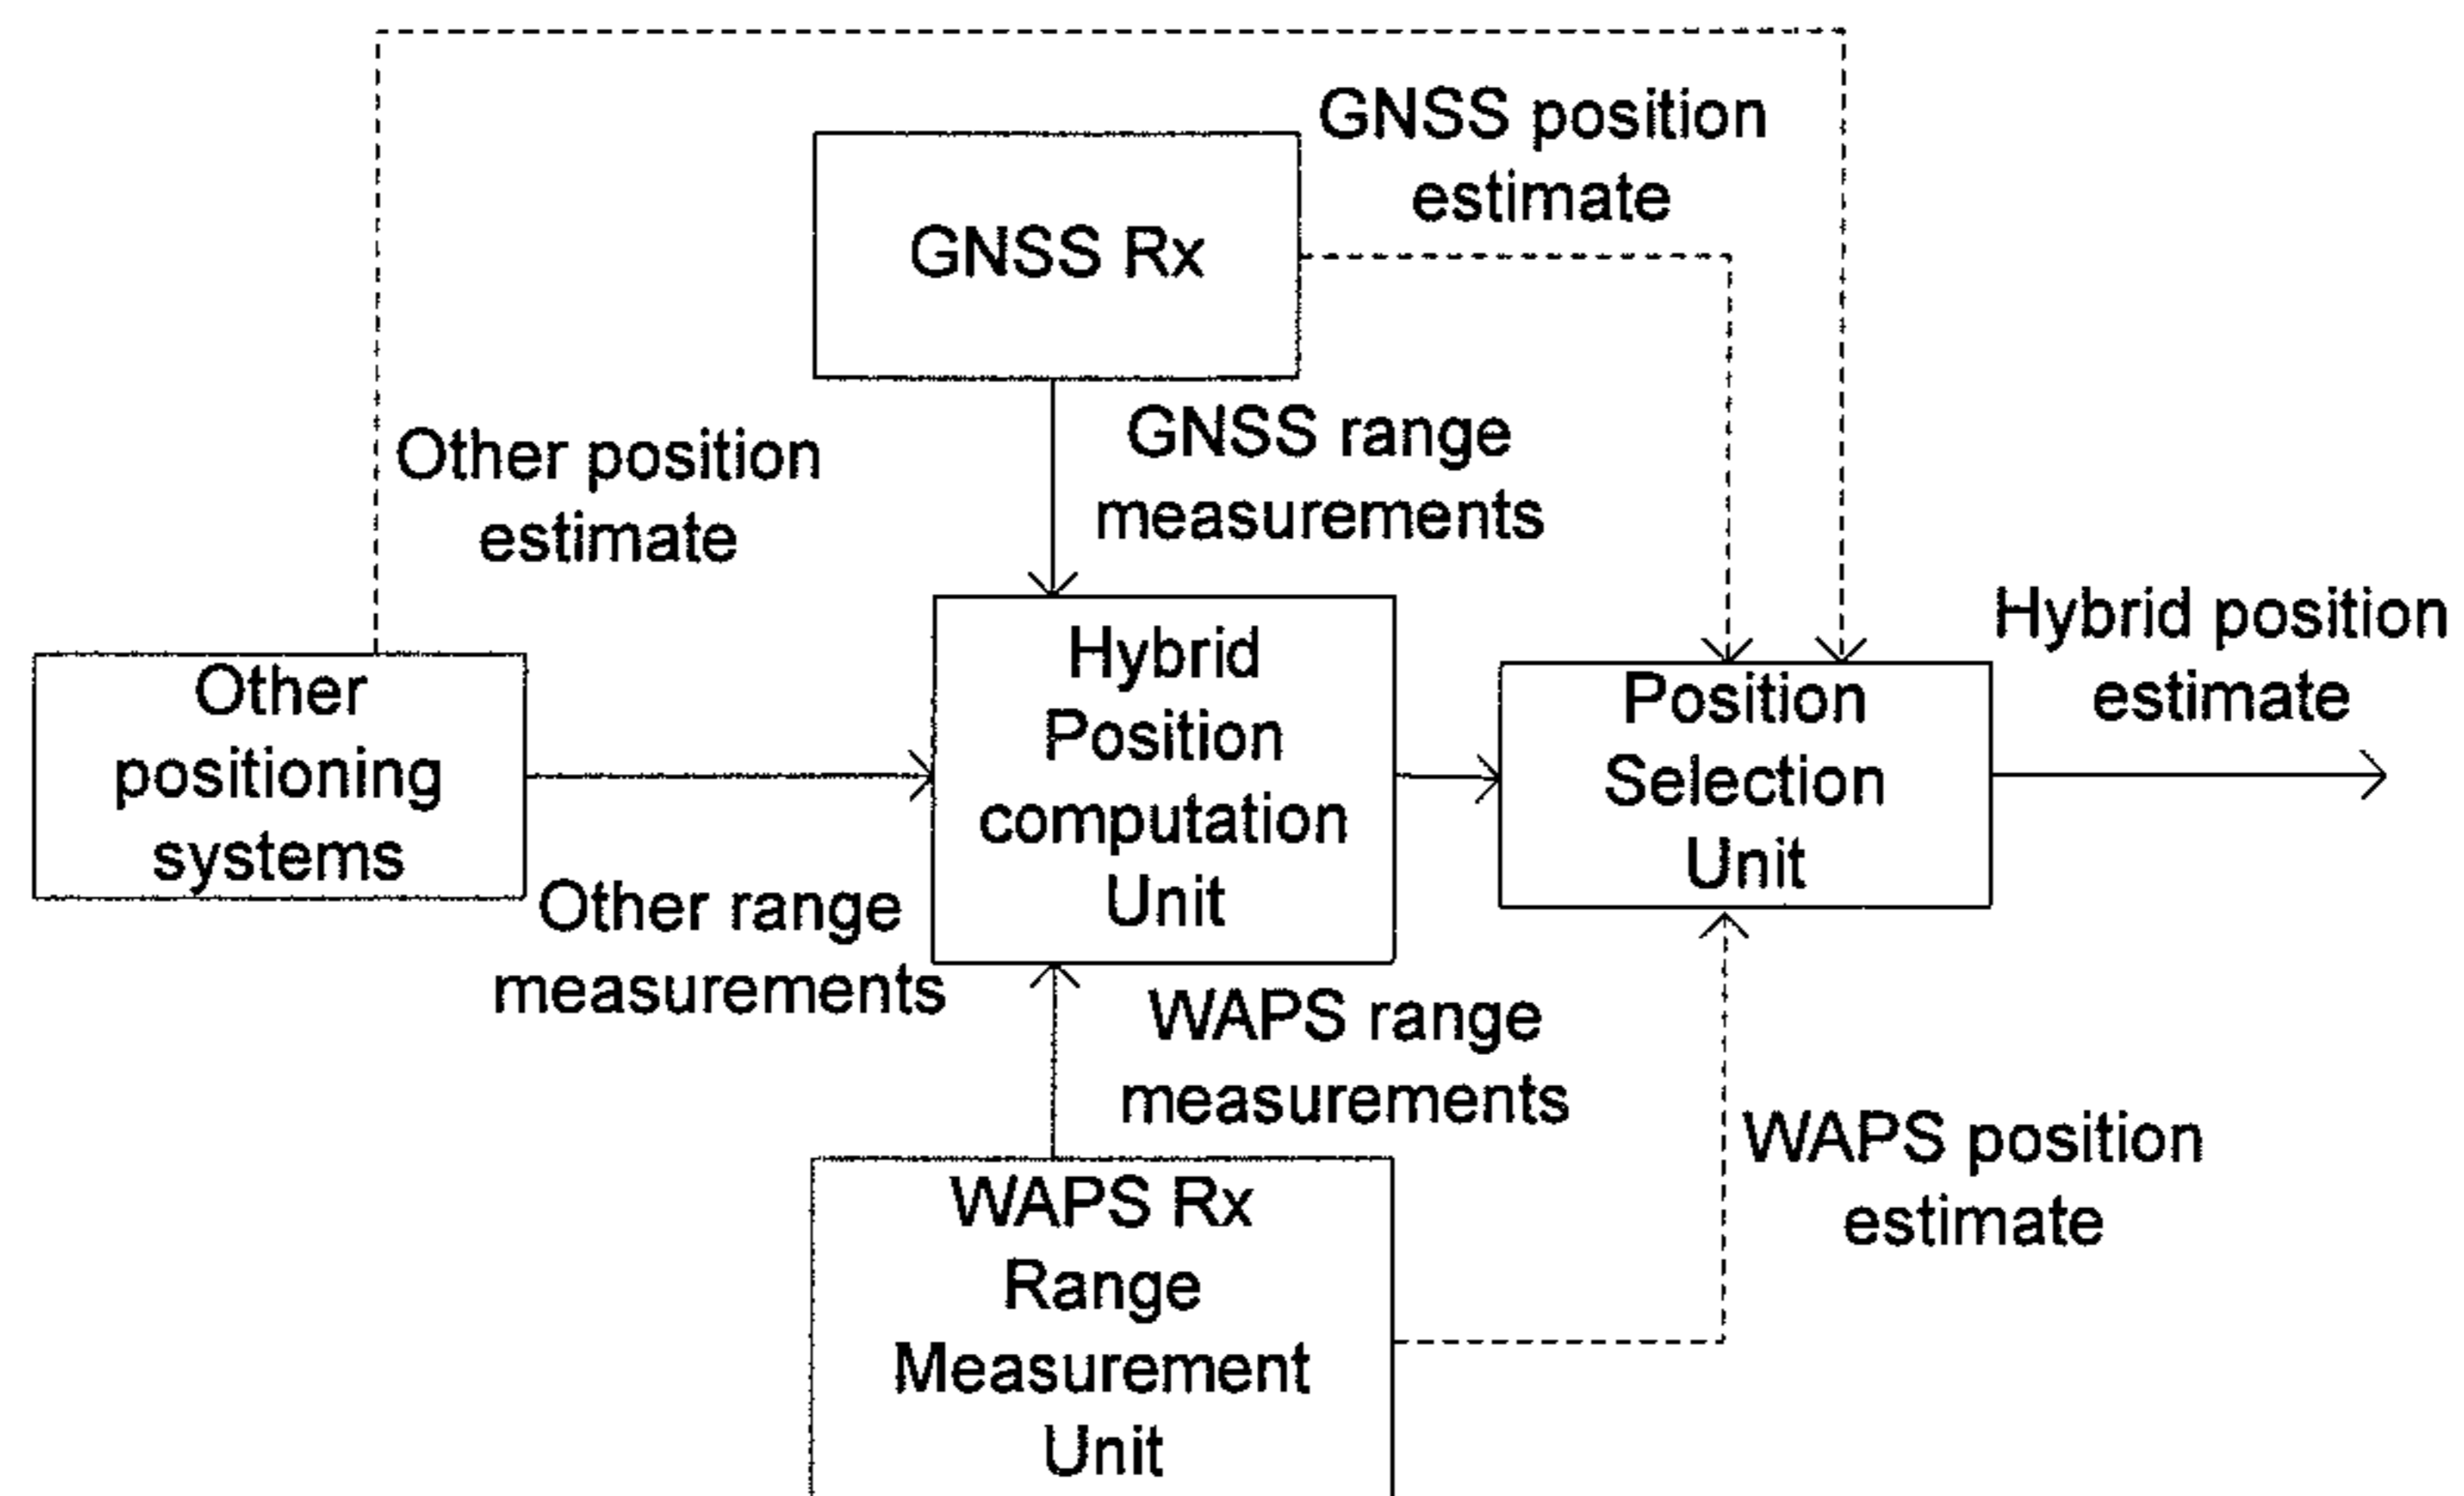 GNSS position
estimate
GNSS Rx
GNSS range
measurements
Other position
estimate
Other
positioning
systems
Other range
measurements
Hybrid
Position
computation
Unit
Position
Selection
Unit
Hybrid position
estimate
WAPS range
measurements
WAPS Rx
Range
Measurement
Unit
WAPS position
estimate